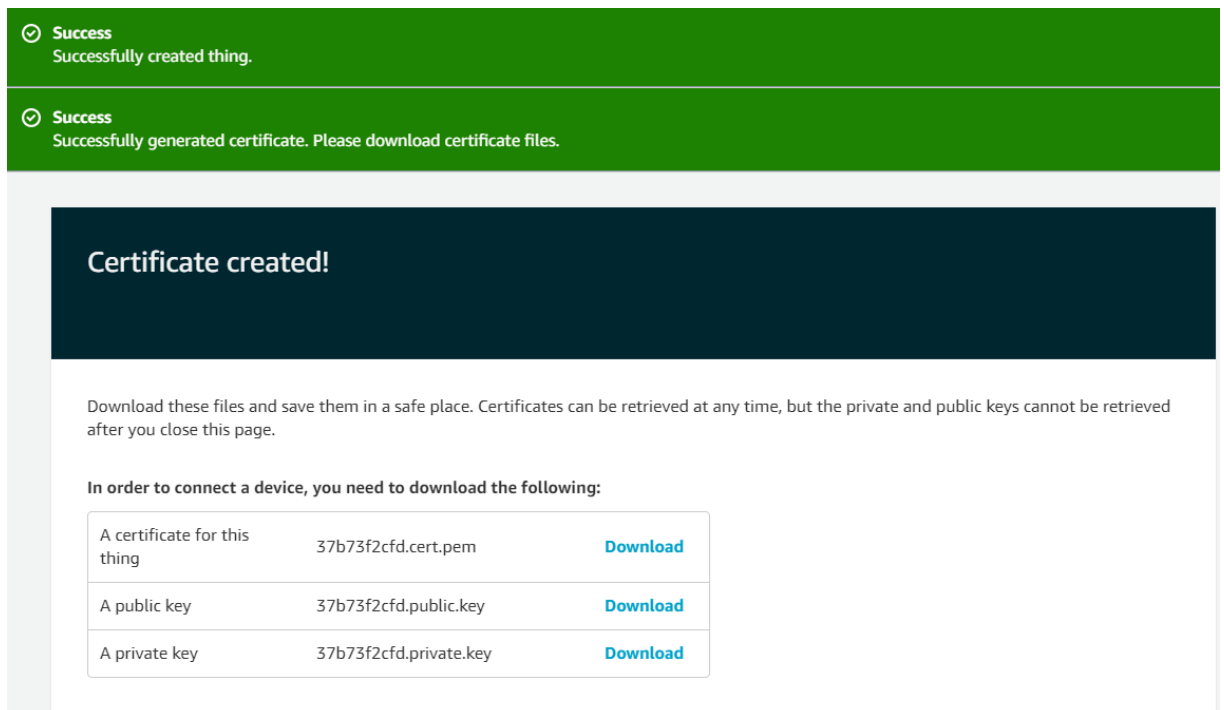 Success
Successfully created thing.
Success
Successfully generated certificate. Please download certificate files.
Certificate created!
Download these files and save them in a safe place. Certificates can be retrieved at any time, but the private and public keys cannot be retrieved
after you close this page.
In order to connect a device, you need to download the following:
A certificate for this
thing
37b73f2cfd.cert.pem
Download
A public key
37b73f2cfd.public.key
Download
A private key
37b73f2cfd.private.key
Download